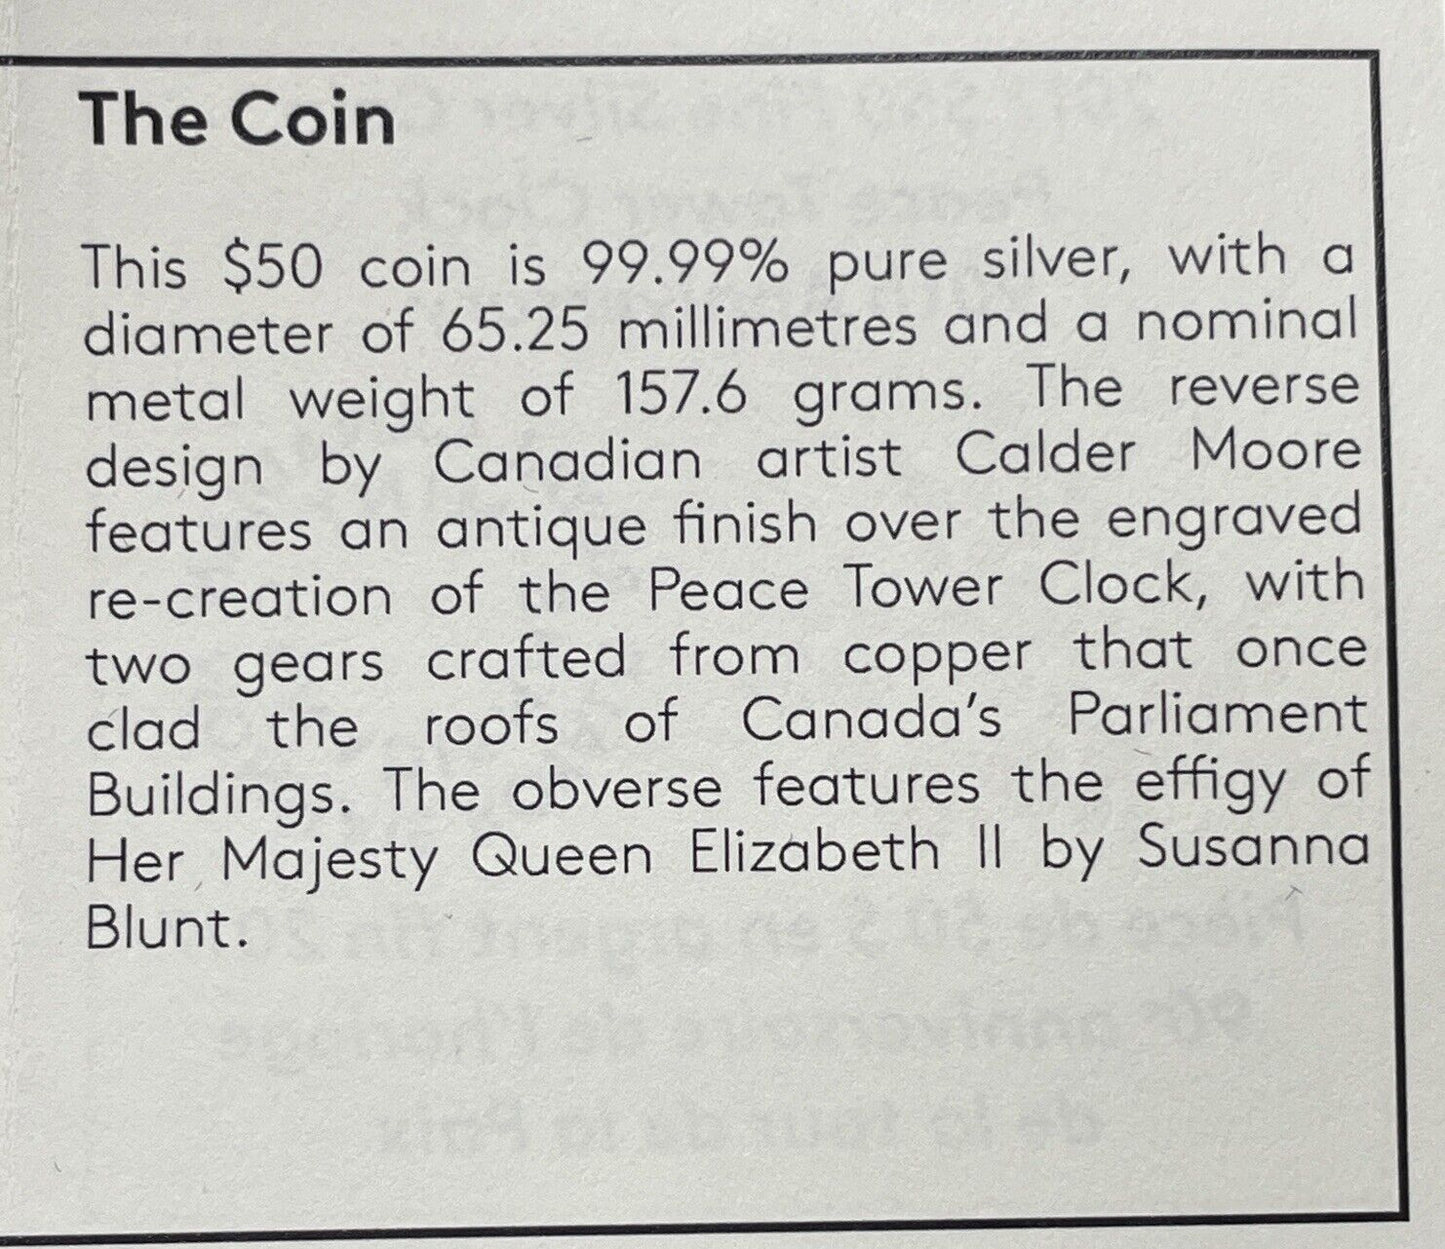 The Coin
This $50 coin is 99.99% pure silver, with a
diameter of 65.25 millimetres and a nominal
metal weight of 157.6 grams. The reverse
design by Canadian artist Calder Moore
features an antique finish over the engraved
re-creation of the Peace Tower Clock, with
two gears crafted from copper that once
clad the roofs of Canada's Parliament
Buildings. The obverse features the effigy of
Her Majesty Queen Elizabeth II by Susanna
Blunt.